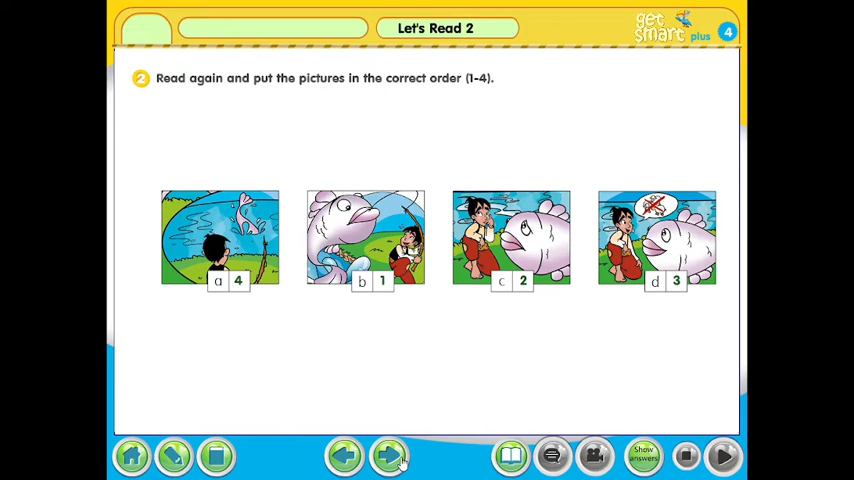 Let's Read 2
get smart plus 4
2 Read again and put the pictures in the correct order (1-4).
a 4
b 1
c 2
d 3
Show answers